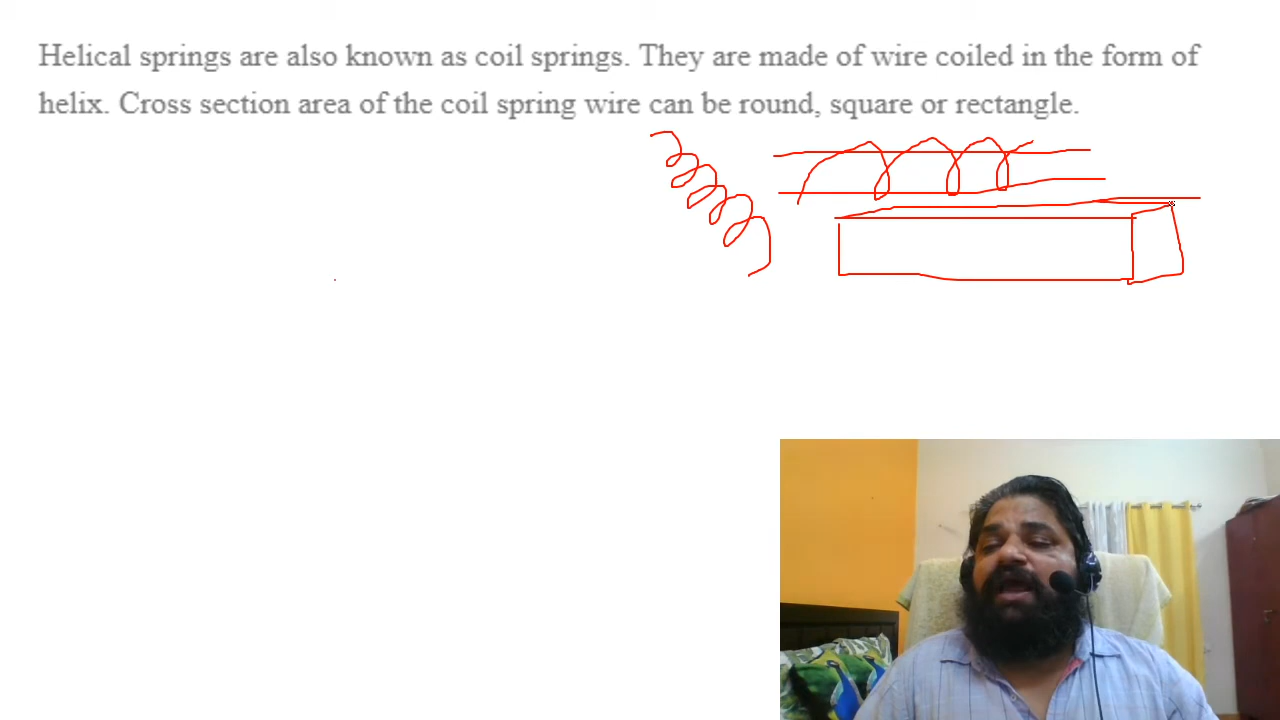 Helical springs are also known as coil springs. They are made of wire coiled in the form of
helix. Cross section area of the coil spring wire can be round, square or rectangle.